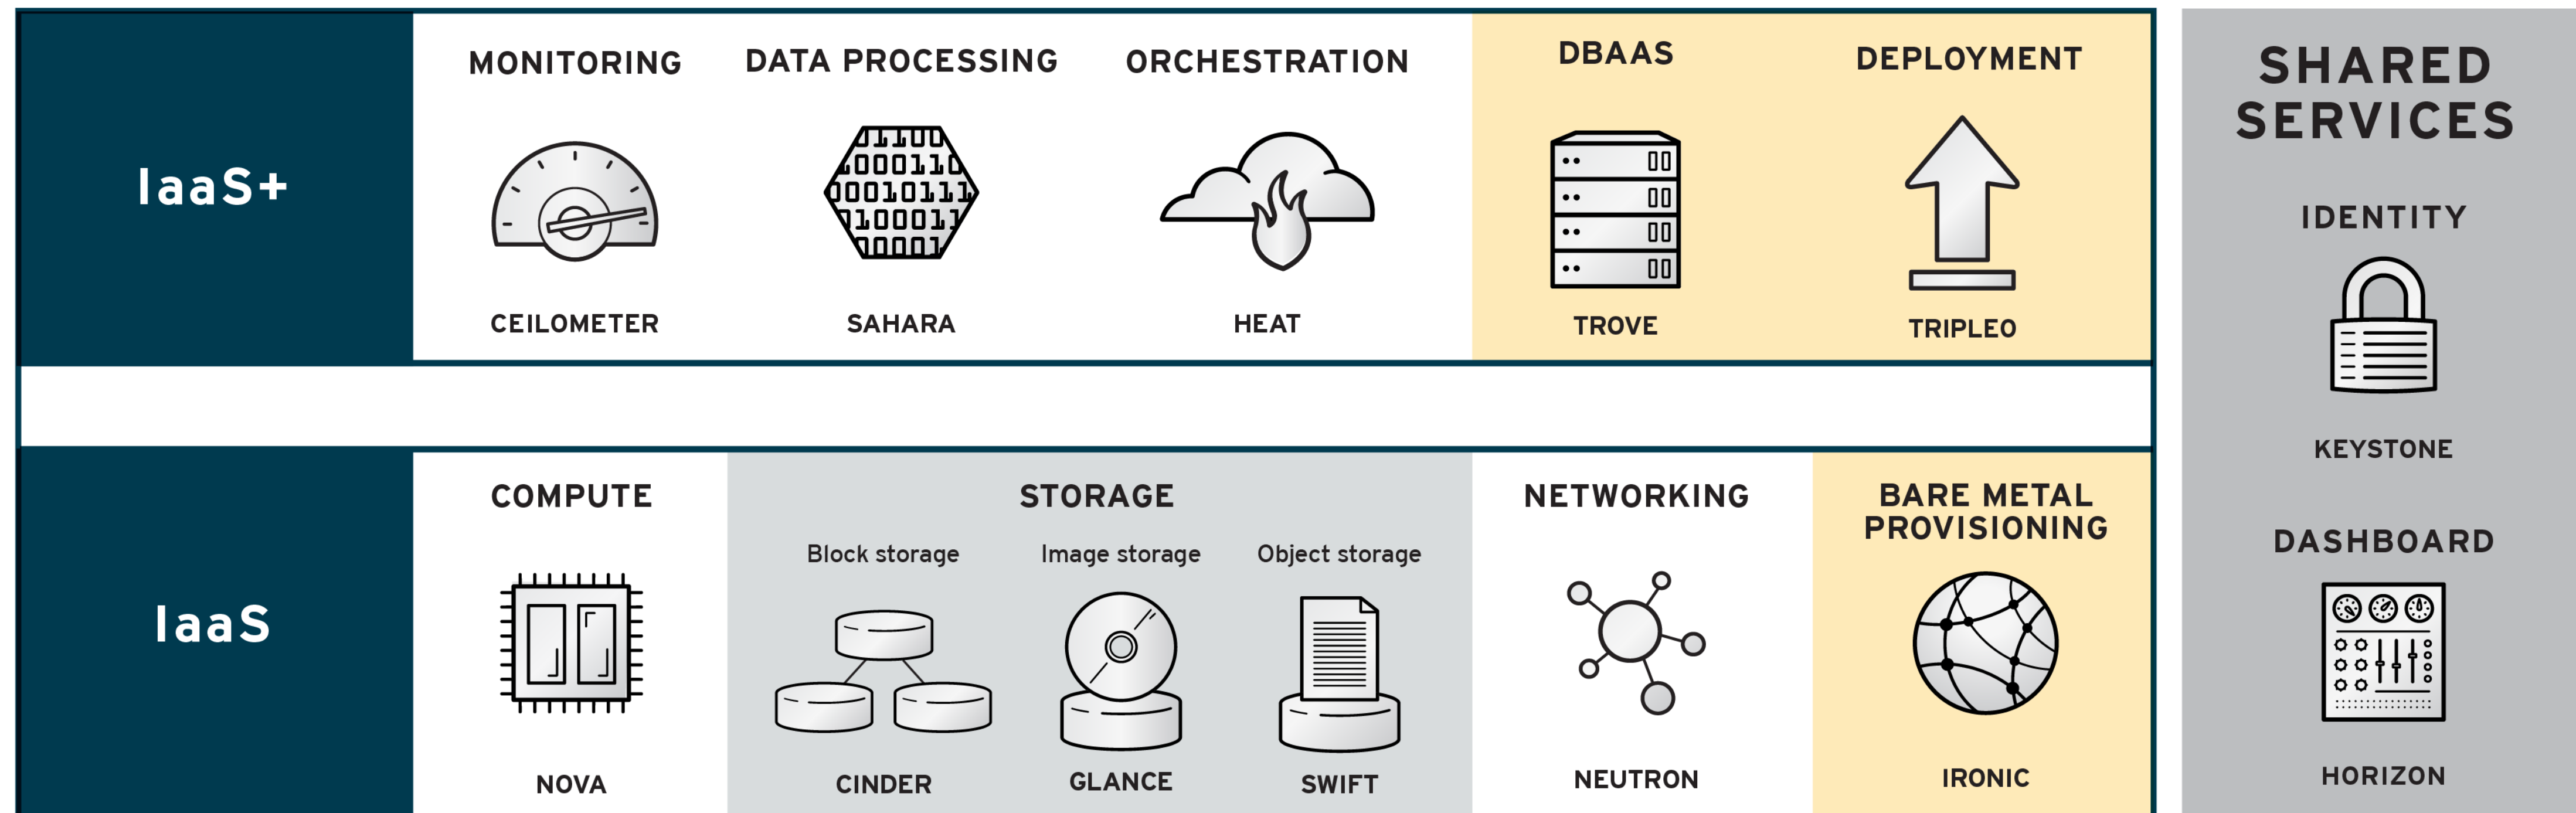 IaaS+
MONITORING
CEILOMETER
DATA PROCESSING
SAHARA
ORCHESTRATION
HEAT
DBAAS
TROVE
DEPLOYMENT
TRIPLEO
IaaS
COMPUTE
NOVA
STORAGE
Block storage
CINDER
Image storage
GLANCE
Object storage
SWIFT
NETWORKING
NEUTRON
BARE METAL
PROVISIONING
IRONIC
SHARED
SERVICES
IDENTITY
KEYSTONE
DASHBOARD
HORIZON